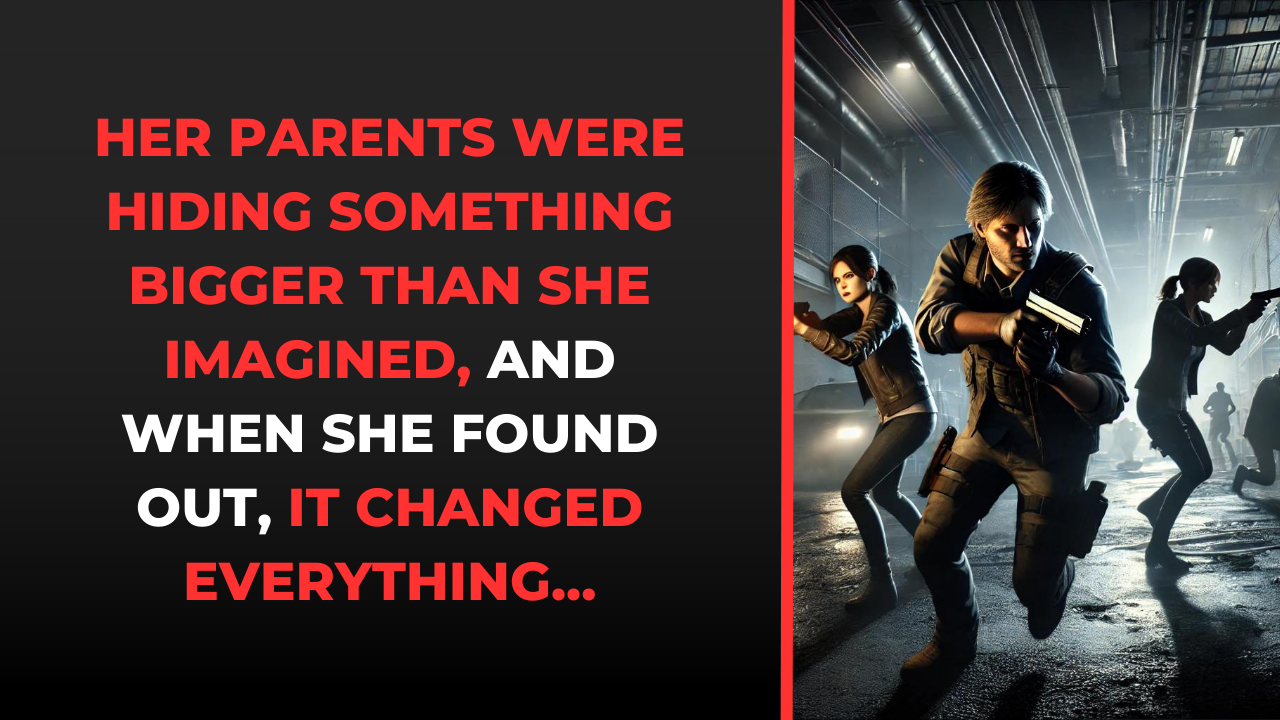 HER PARENTS WERE
HIDING SOMETHING
BIGGER THAN SHE
IMAGINED, AND
WHEN SHE FOUND
OUT, IT CHANGED
EVERYTHING...